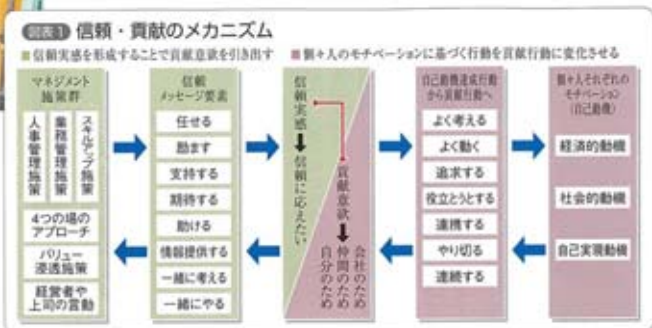 図表1 信頼・貢献のメカニズム
■信頼実感を形成することで貢献意欲を引き出す
■個々人のモチベーションに基づく行動を貢献行動に変化させる
マネジメント
施策群
人事管理施策
業務管理施策
スキルアップ施策
4つの場の
アプローチ
バリュー
浸透施策
経営者や
上司の言動
信頼
メッセージ要素
任せる
励ます
支持する
期待する
助ける
情報提供する
一緒に考える
一緒にやる
信頼実感
信頼に応えたい
貢献意欲
会社のため
仲間のため
自分のため
自己動機達成行動
から貢献行動へ
よく考える
よく動く
追求する
役立とうとする
連携する
やり切る
連続する
個々人それぞれの
モチベーション
(自己動機)
経済的動機
社会的動機
自己実現動機